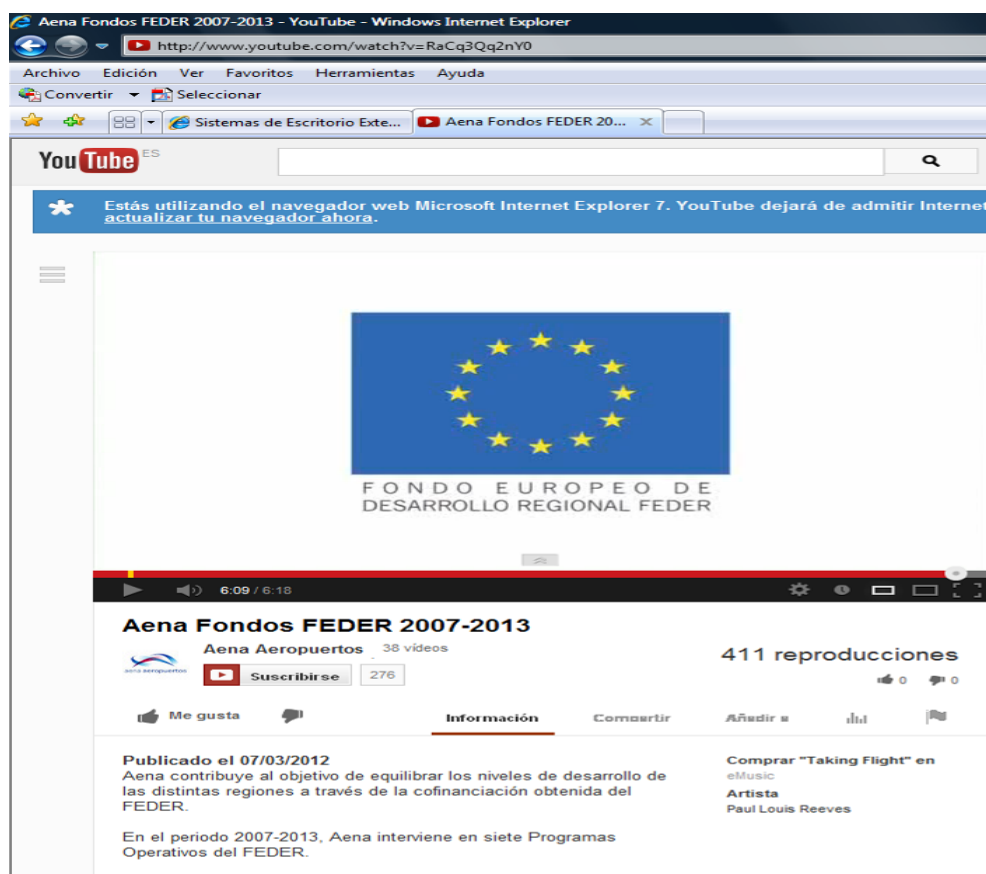 Aena Fondos FEDER 2007-2013 - YouTube - Windows Internet Explorer
http://www.youtube.com/watch?v=RaCq3Qq2nY0
Archivo Edición Ver Favoritos Herramientas Ayuda
Convertir Seleccionar
Sistemas de Escritorio Exte... Aena Fondos FEDER 20...
YouTube ES
Estás utilizando el navegador web Microsoft Internet Explorer 7. YouTube dejará de admitir Internet
actualizar tu navegador ahora.
FONDO EUROPEO DE
DESARROLLO REGIONAL FEDER
6:09 / 6:18
Aena Fondos FEDER 2007-2013
Aena Aeropuertos 38 vídeos
aena aeropuertos
Suscribirse 276
411 reproducciones
0 0
Me gusta Información Compartir Añadir a
Publicado el 07/03/2012
Aena contribuye al objetivo de equilibrar los niveles de desarrollo de
las distintas regiones a través de la cofinanciación obtenida del
FEDER.
En el periodo 2007-2013, Aena interviene en siete Programas
Operativos del FEDER.
Comprar "Taking Flight" en
eMusic
Artista
Paul Louis Reeves